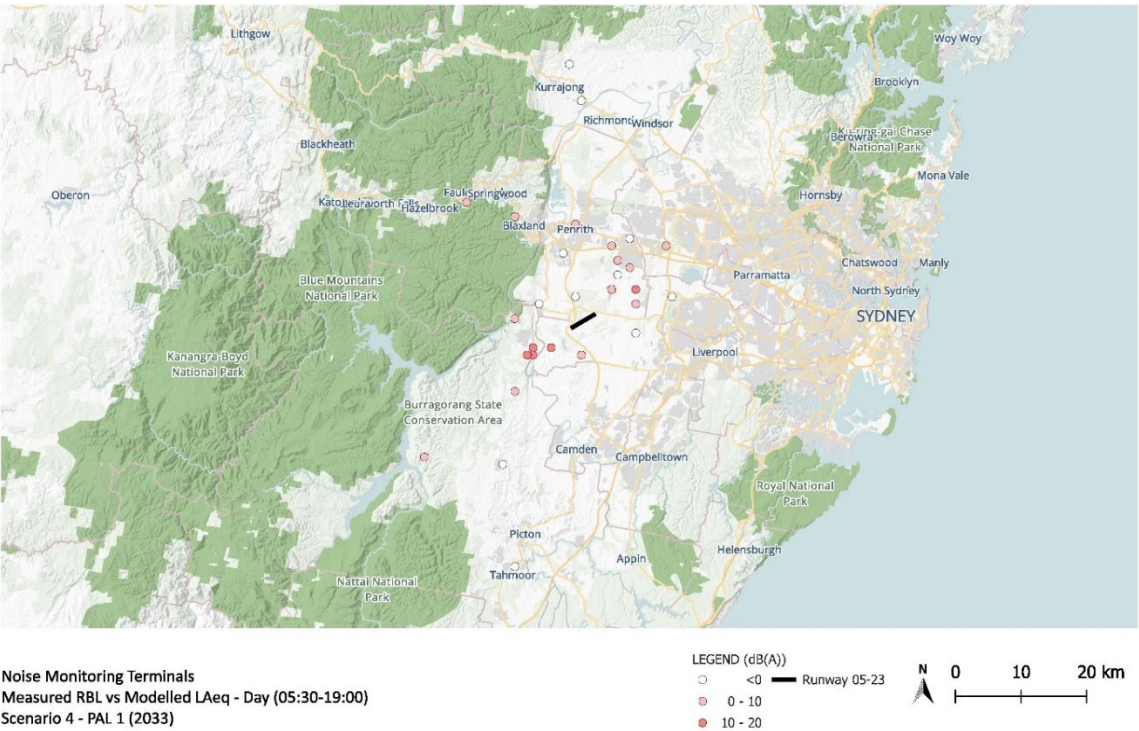 Lithgow
Woy Woy
Kurrajong
Brooklyn
Richmond
Windsor
Berowra
Ku-ring-gai Chase
National Park
Blackheath
Mona Vale
Oberon
Hornsby
Springwood
Hazelbrook
Blaxland
Penrith
Chatswood
Manly
Parramatta
Blue Mountains
National Park
North Sydney
SYDNEY
Kanangra-Boyd
National Park
Liverpool
Burragorang State
Conservation Area
Camden
Campbelltown
Royal National
Park
Picton
Helensburgh
Appin
Tahmoor
Nattai National
Park
Noise Monitoring Terminals
Measured RBL vs Modelled LAeq - Day (05:30-19:00)
Scenario 4 - PAL 1 (2033)
LEGEND (dB(A))
<0 Runway 05-23
0 - 10
10 - 20
N 0 10 20 km